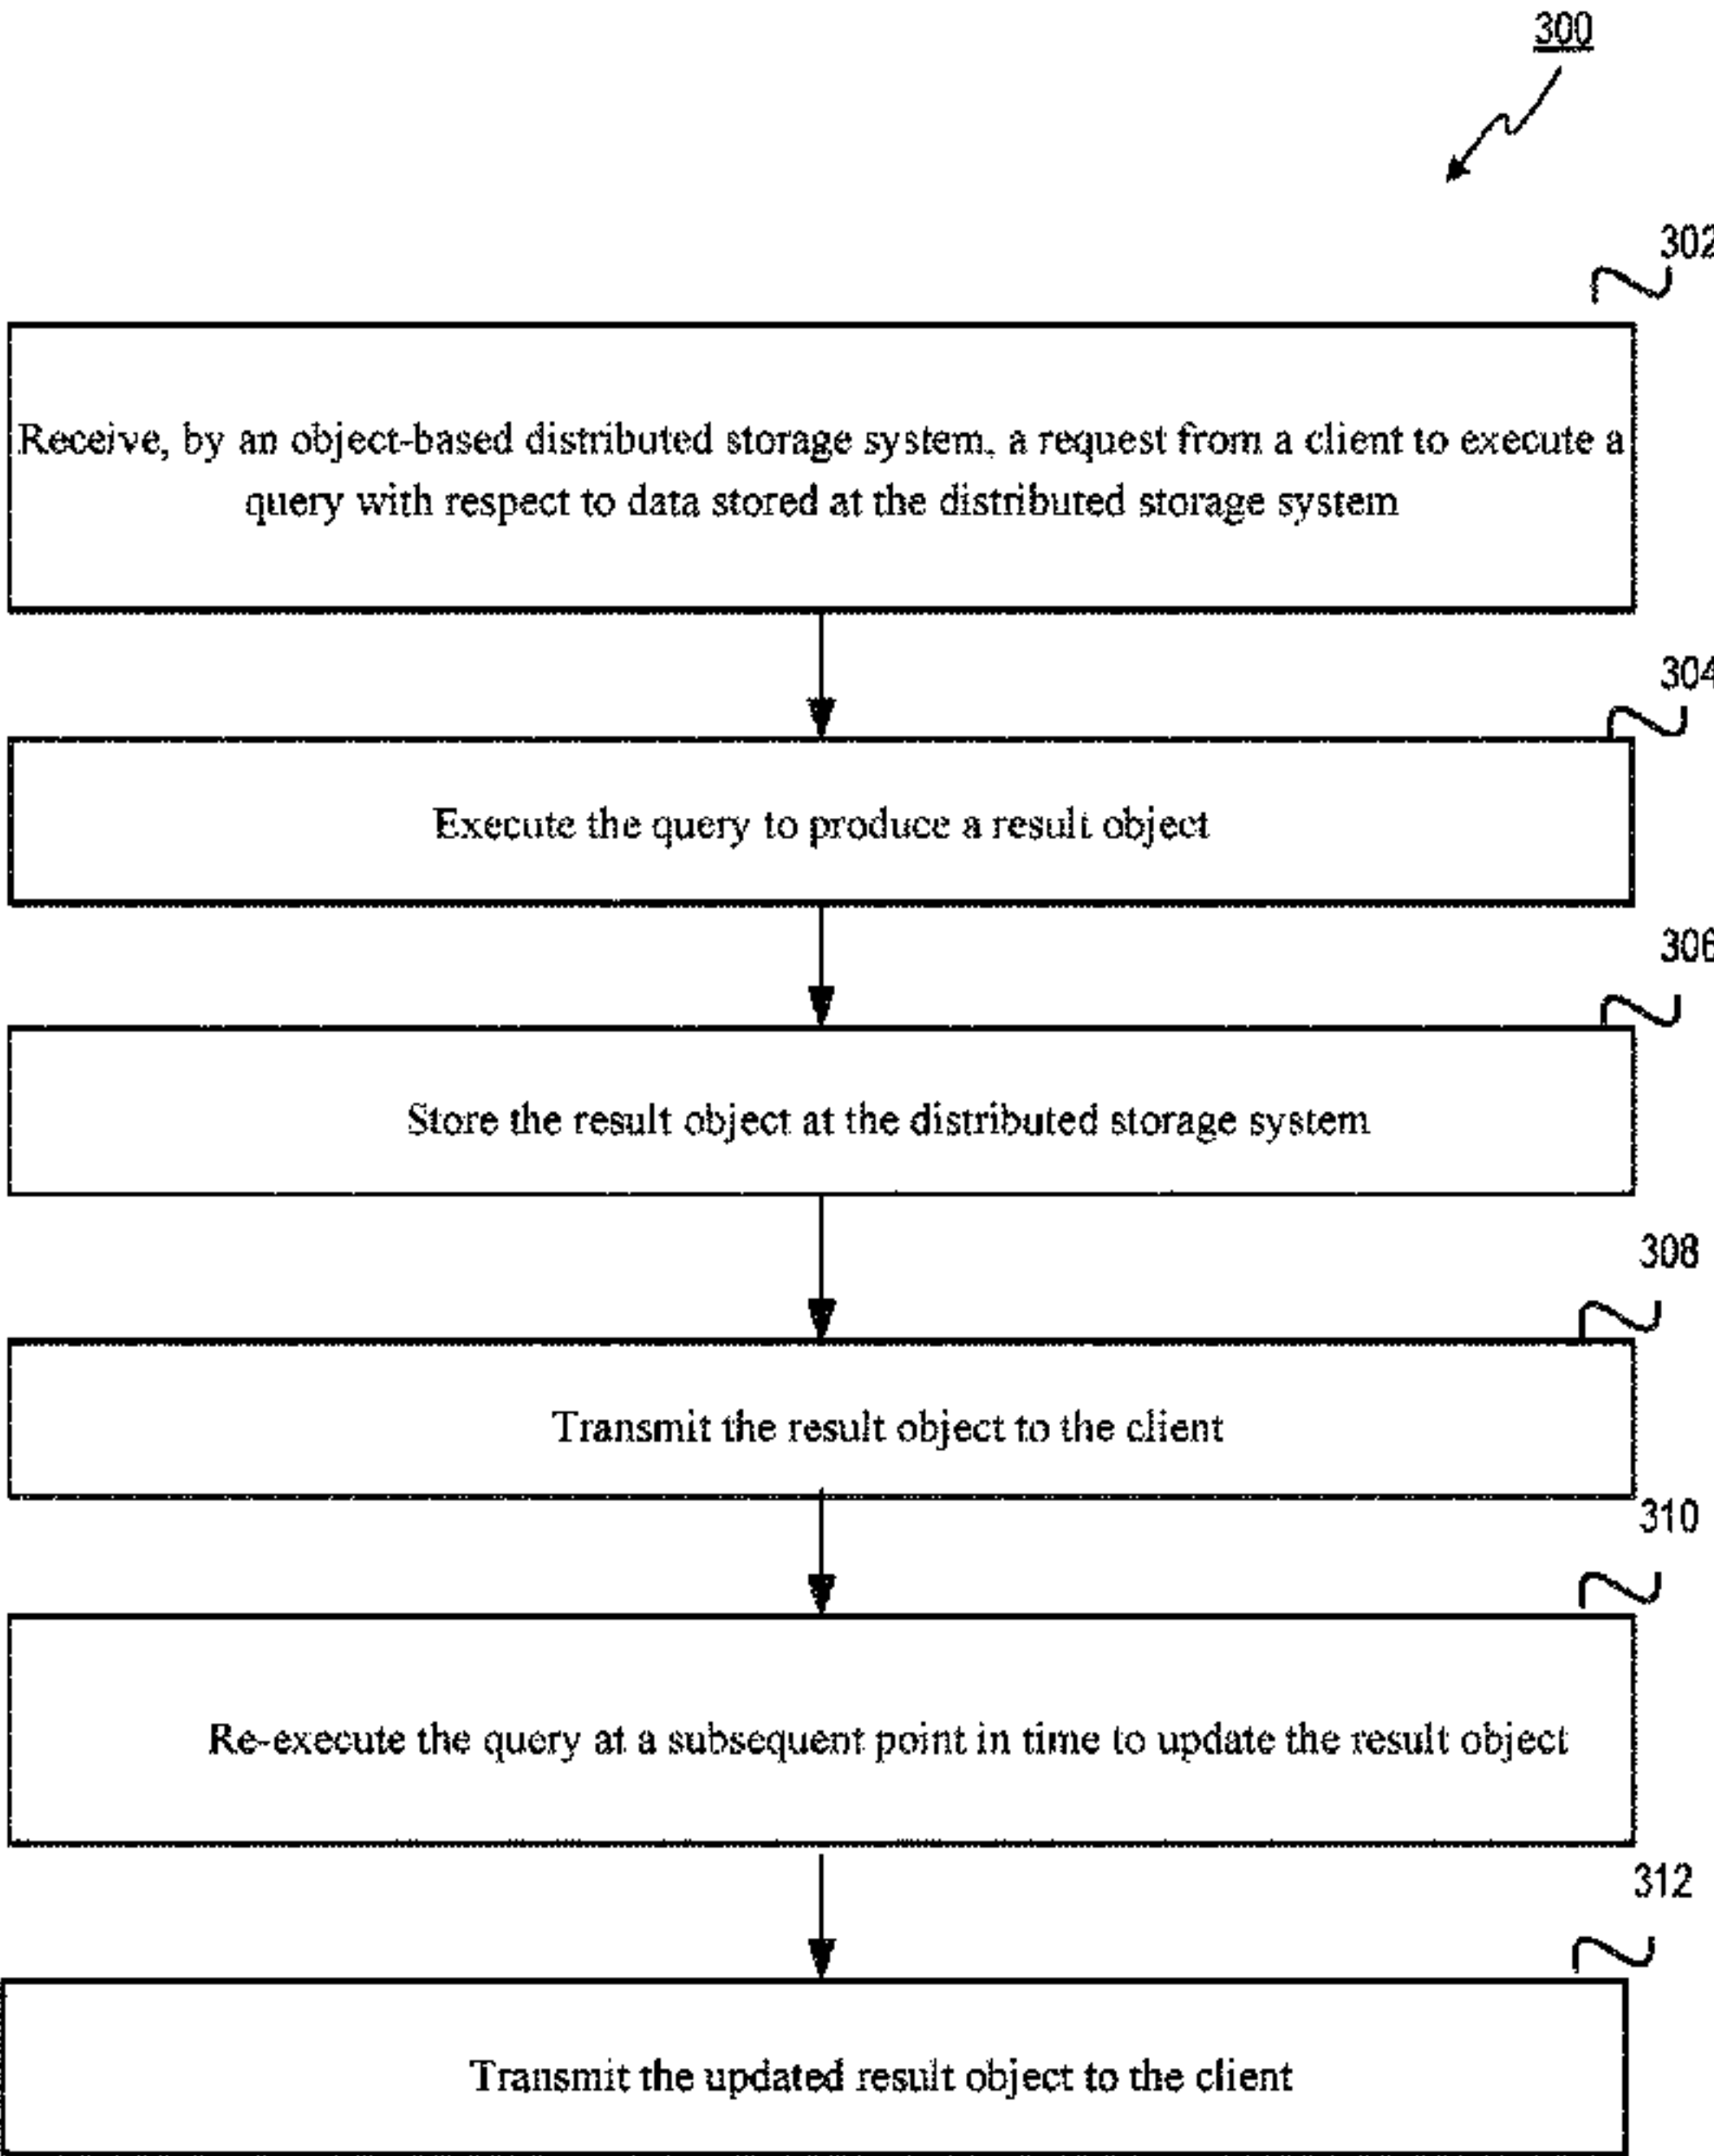 300
302
Receive, by an object-based distributed storage system, a request from a client to execute a
query with respect to data stored at the distributed storage system
304
Execute the query to produce a result object
306
Store the result object at the distributed storage system
308
Transmit the result object to the client
310
Re-execute the query at a subsequent point in time to update the result object
312
Transmit the updated result object to the client